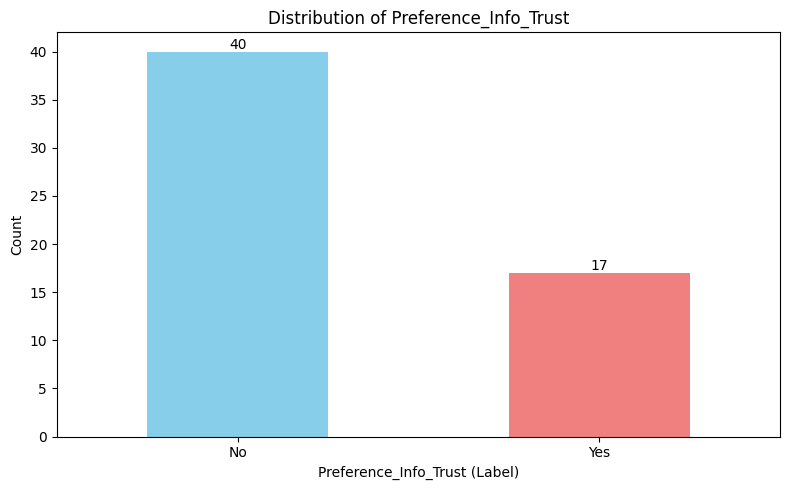 Distribution of Preference_Info_Trust
40
35
30
25
20
15
10
5
0
Count
40
17
No
Yes
Preference_Info_Trust (Label)